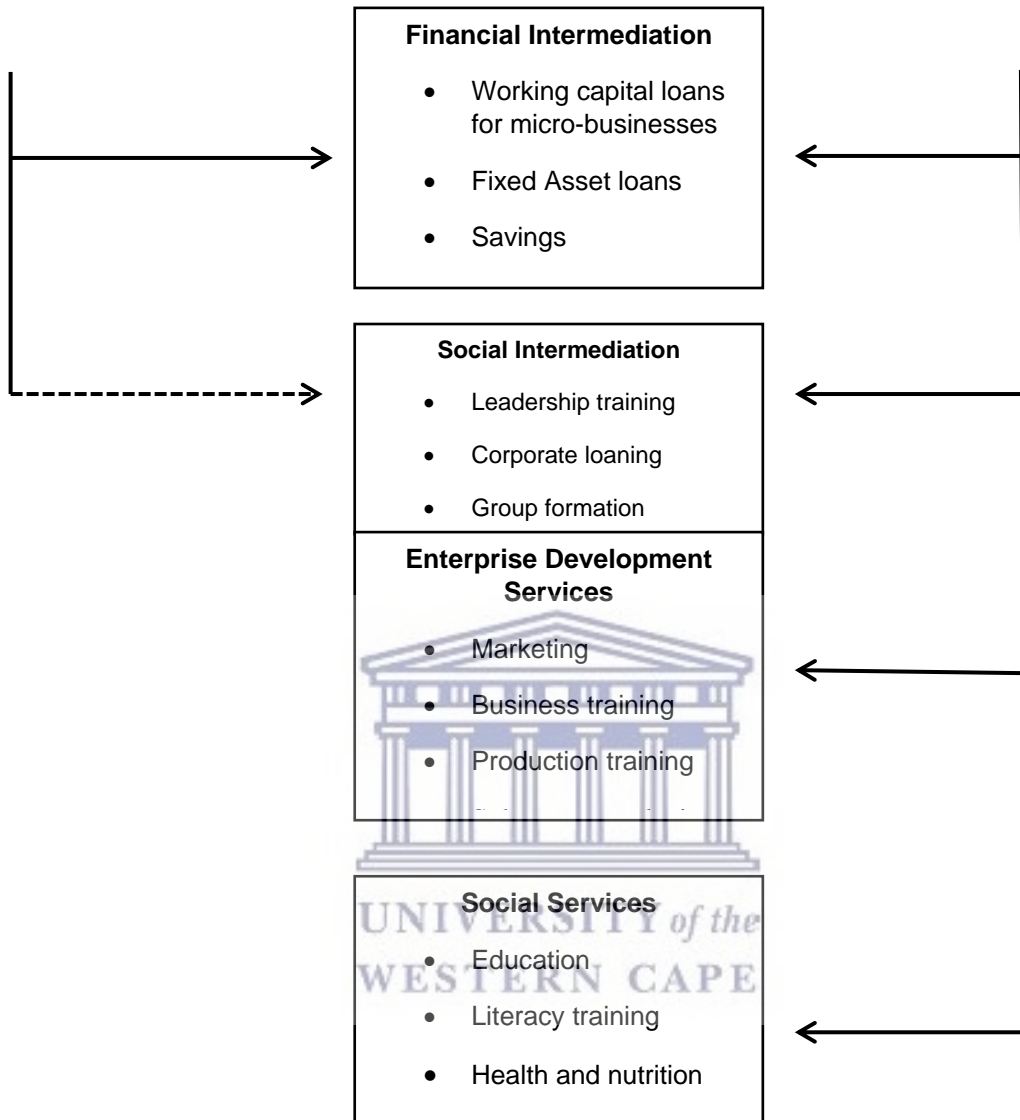 Financial Intermediation
• Working capital loans
for micro-businesses
• Fixed Asset loans
• Savings
Social Intermediation
• Leadership training
• Corporate loaning
• Group formation
Enterprise Development
Services
• Marketing
• Business training
• Production training
Social Services
• Education
• Literacy training
• Health and nutrition
UNIVERSITY of the
WESTERN CAPE